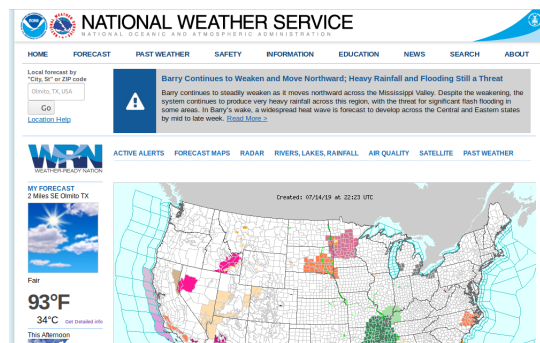 NATIONAL WEATHER SERVICE
NATIONAL OCEANIC AND ATMOSPHERIC ADMINISTRATION
HOME FORECAST PAST WEATHER SAFETY INFORMATION EDUCATION NEWS SEARCH ABOUT
Local forecast by
"City, St" or ZIP code
Olmito, TX, USA
Go
Location Help
Barry Continues to Weaken and Move Northward; Heavy Rainfall and Flooding Still a Threat
Barry continues to steadily weaken as it moves northward across the Mississippi Valley. Despite the weakening, the
system continues to produce very heavy rainfall across this region, with the threat for significant flash flooding in
some areas. In Barry's wake, a widespread heat wave is forecast to develop across the Central and Eastern states
by mid to late week. Read More >
WRN
WEATHER-READY NATION
ACTIVE ALERTS FORECAST MAPS RADAR RIVERS, LAKES, RAINFALL AIR QUALITY SATELLITE PAST WEATHER
MY FORECAST
2 Miles SE Olmito TX
Fair
93°F
34°C Get Detailed info
This Afternoon
Created: 07/14/19 at 22:23 UTC